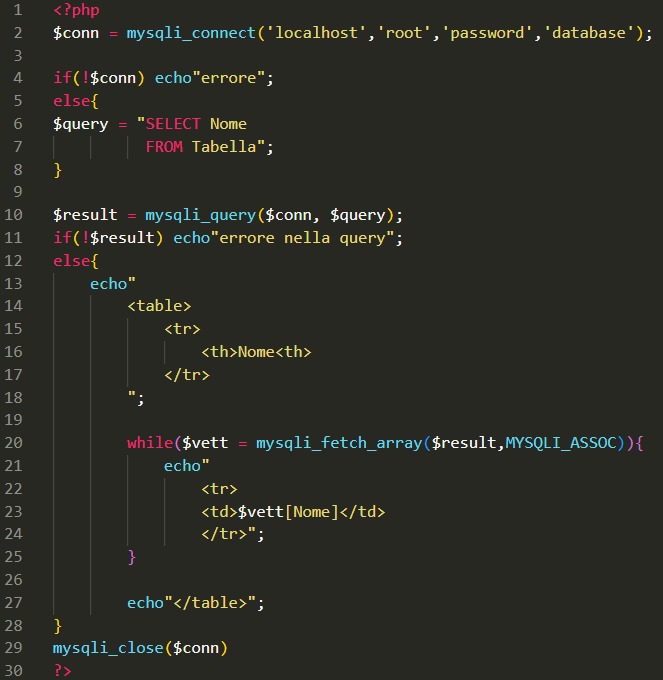 1 <?php
2 $conn = mysqli_connect('localhost','root','password','database');
3
4 if(!$conn) echo"errore";
5 else{
6 $query = "SELECT Nome
7           FROM Tabella";
8 }
9
10 $result = mysqli_query($conn, $query);
11 if(!$result) echo"errore nella query";
12 else{
13     echo"
14         <table>
15             <tr>
16                 <th>Nome<th>
17             </tr>
18         ";
19
20         while($vett = mysqli_fetch_array($result,MYSQLI_ASSOC)){
21             echo"
22                 <tr>
23                 <td>$vett[Nome]</td>
24                 </tr>";
25         }
26
27         echo"</table>";
28 }
29 mysqli_close($conn)
30 ?>